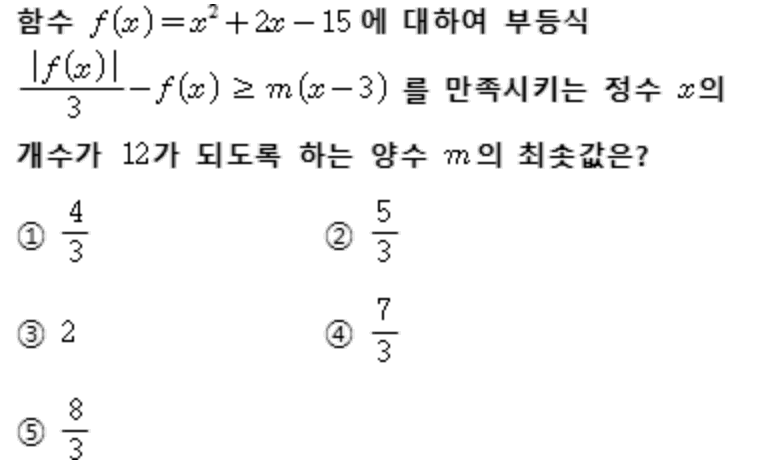 함수 f(x)=x²+2x−15에 대하여 부등식
|f(x)|/3−f(x) ≥ m(x−3) 를 만족시키는 정수 x의
개수가 12가 되도록 하는 양수 m의 최솟값은?
① 4/3 ② 5/3
③ 2 ④ 7/3
⑤ 8/3